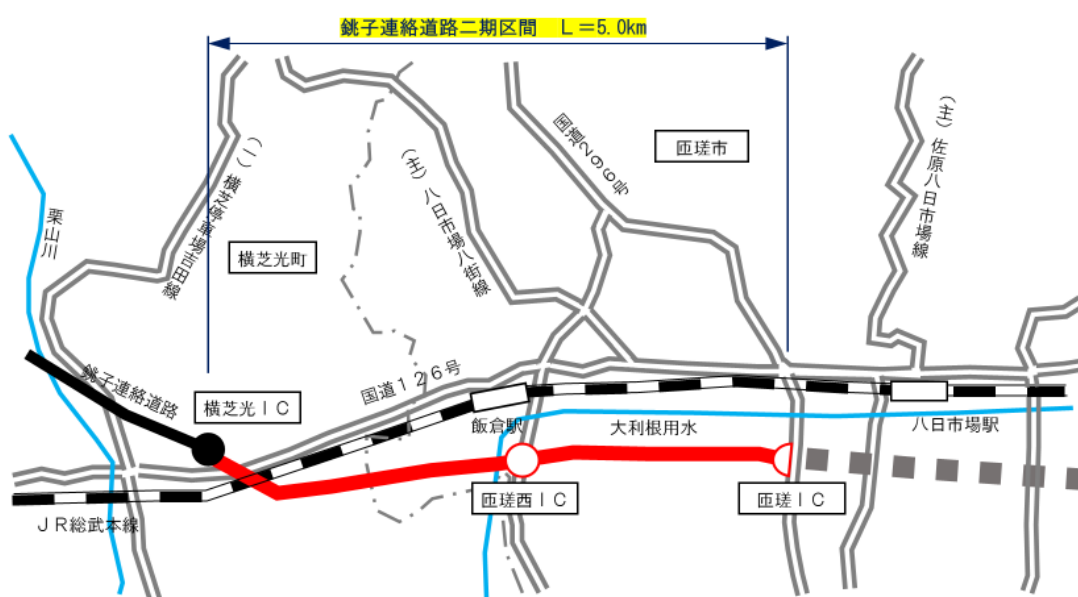 銚子連絡道路二期区間 L=5.0km
(主)佐原八日市場線
国道296号
匝瑳市
(一)横芝停車場吉田線
(主)八日市場八街線
栗山川
横芝光町
銚子連絡道路
国道126号
横芝光IC
飯倉駅
大利根用水
八日市場駅
匝瑳西IC
匝瑳IC
JR総武本線